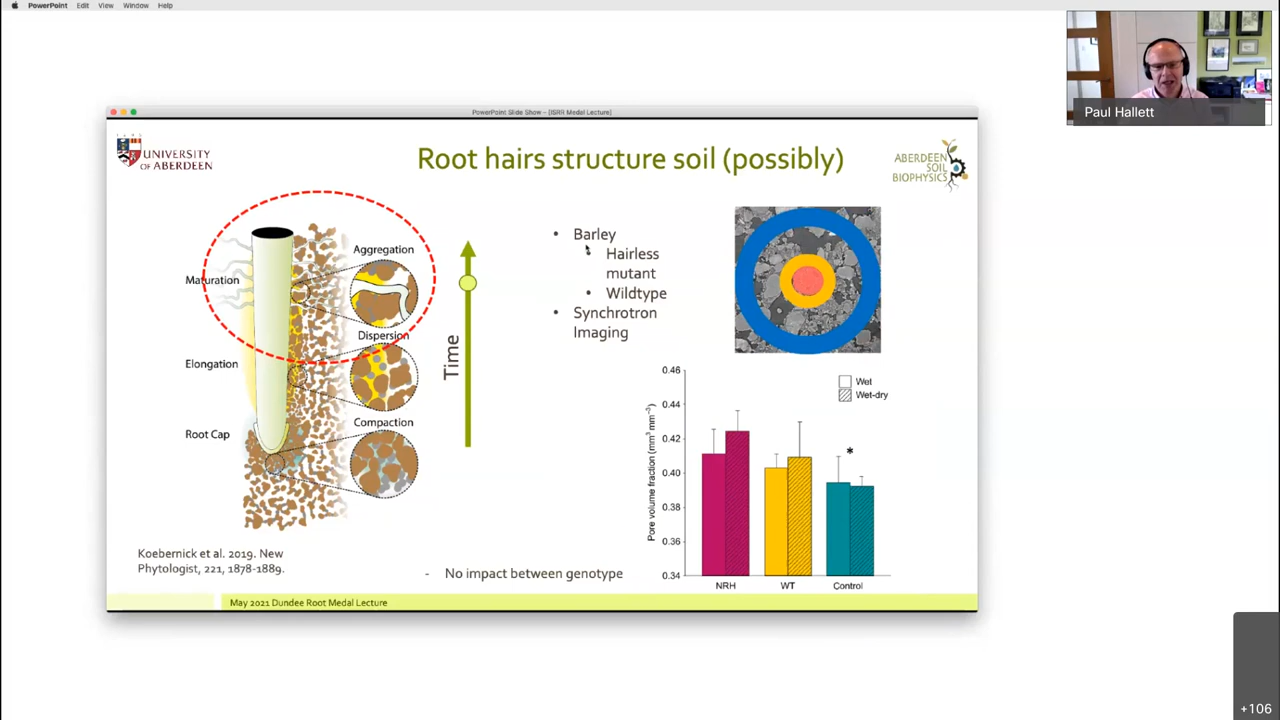 PowerPoint File Edit View Window Help
Paul Hallett
PowerPoint Slide Show - [ISRR Medal Lecture]
UNIVERSITY
OF ABERDEEN
Root hairs structure soil (possibly)
ABERDEEN
SOIL
BIOPHYSICS
Aggregation
Maturation
Dispersion
Elongation
Compaction
Root Cap
Time
• Barley
• Hairless
mutant
• Wildtype
• Synchrotron
Imaging
Wet
Wet-dry
Pore volume fraction (mm³ mm⁻³)
0.46
0.44
0.42
0.40
0.38
0.36
0.34
*
NRH WT Control
Koebernick et al. 2019. New
Phytologist, 221, 1878-1889.
- No impact between genotype
May 2021 Dundee Root Medal Lecture
+106